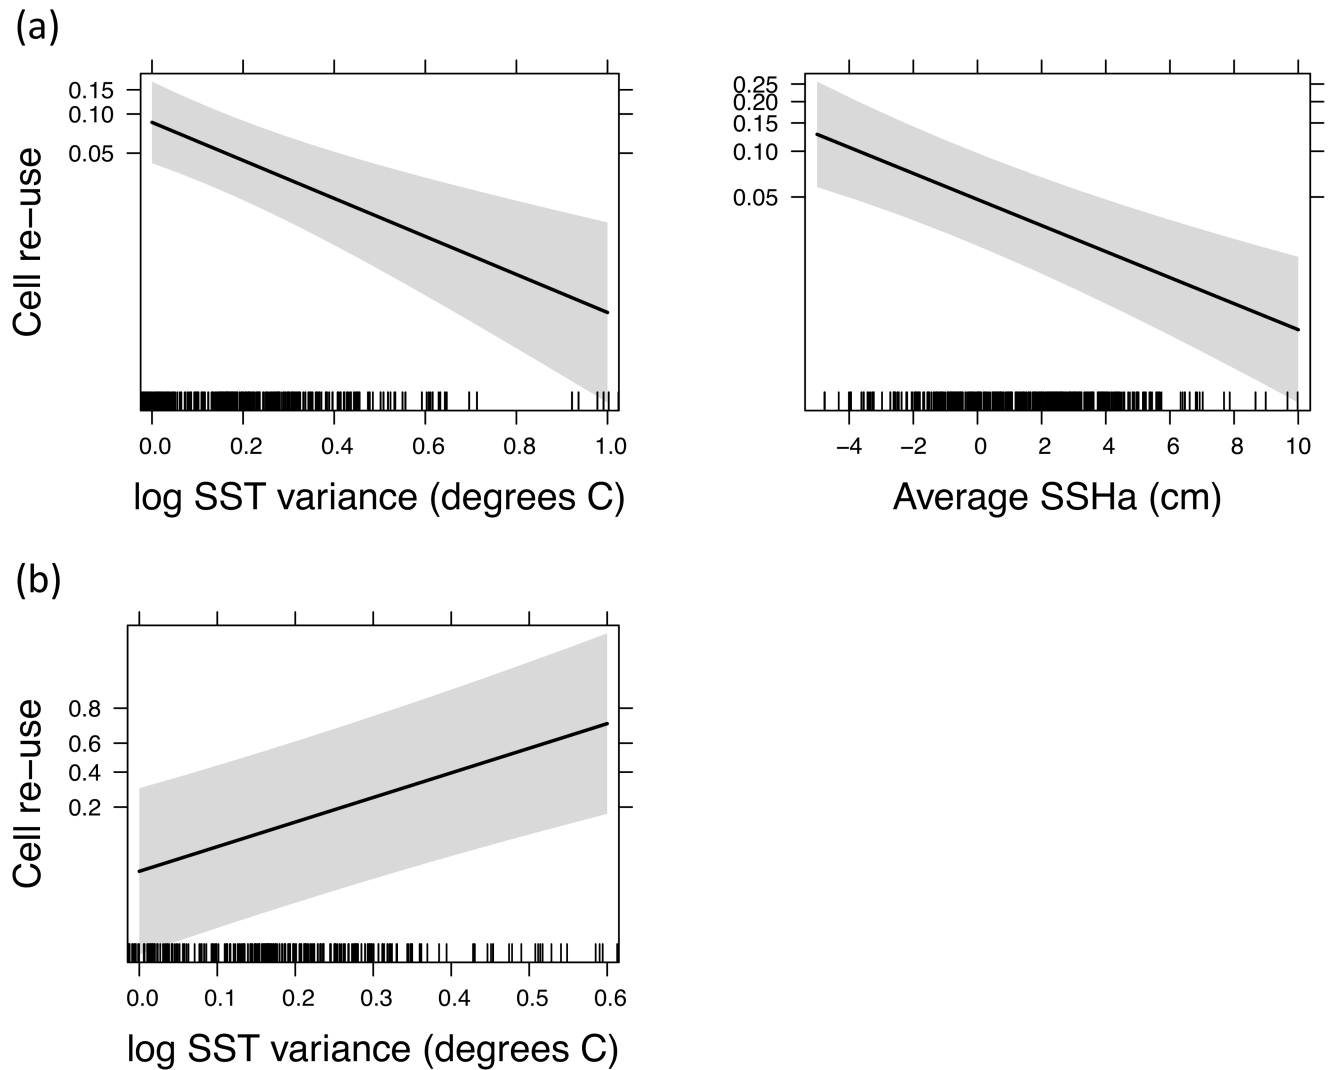 (a)
Cell re−use
0.15
0.10
0.05
0.0 0.2 0.4 0.6 0.8 1.0
log SST variance (degrees C)
0.25
0.20
0.15
0.10
0.05
−4 −2 0 2 4 6 8 10
Average SSHa (cm)
(b)
Cell re−use
0.8
0.6
0.4
0.2
0.0 0.1 0.2 0.3 0.4 0.5 0.6
log SST variance (degrees C)